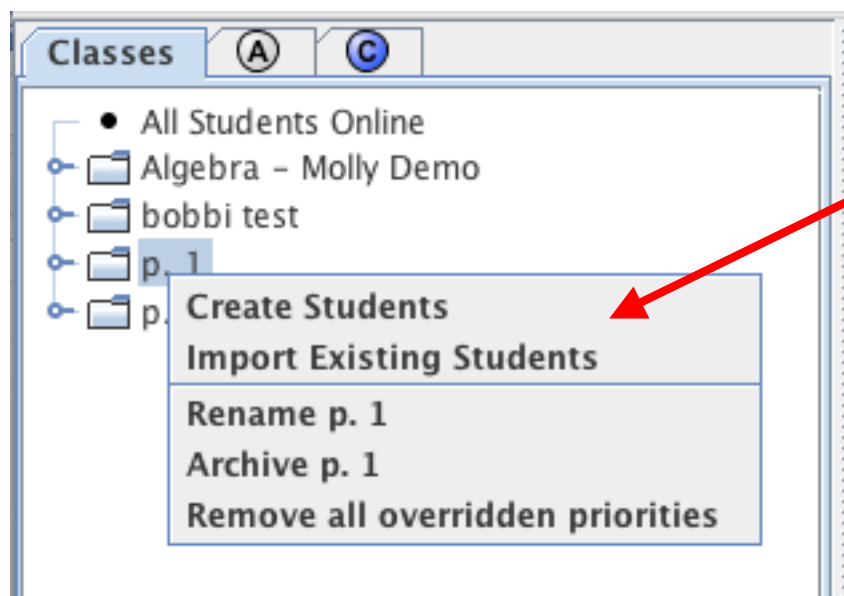 Classes A C
All Students Online
Algebra – Molly Demo
bobbi test
p. 1
p.
Create Students
Import Existing Students
Rename p. 1
Archive p. 1
Remove all overridden priorities